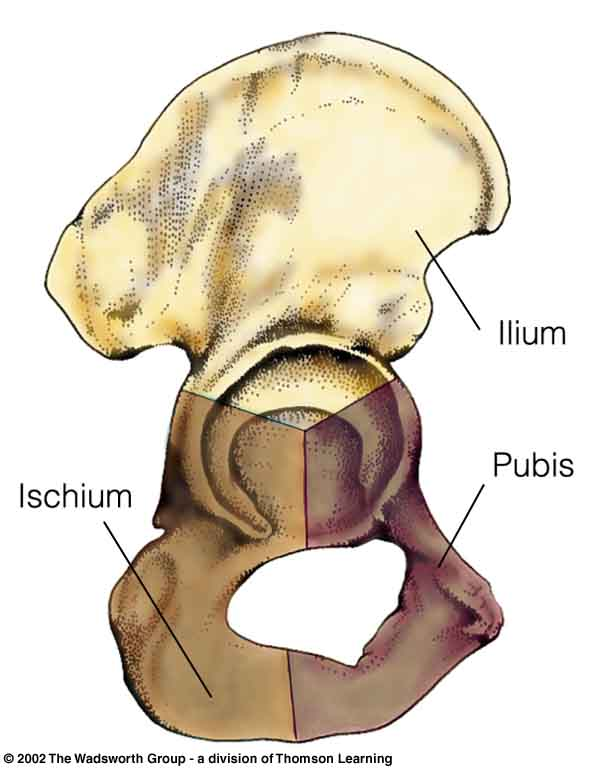 Ilium
Pubis
Ischium
© 2002 The Wadsworth Group - a division of Thomson Learning